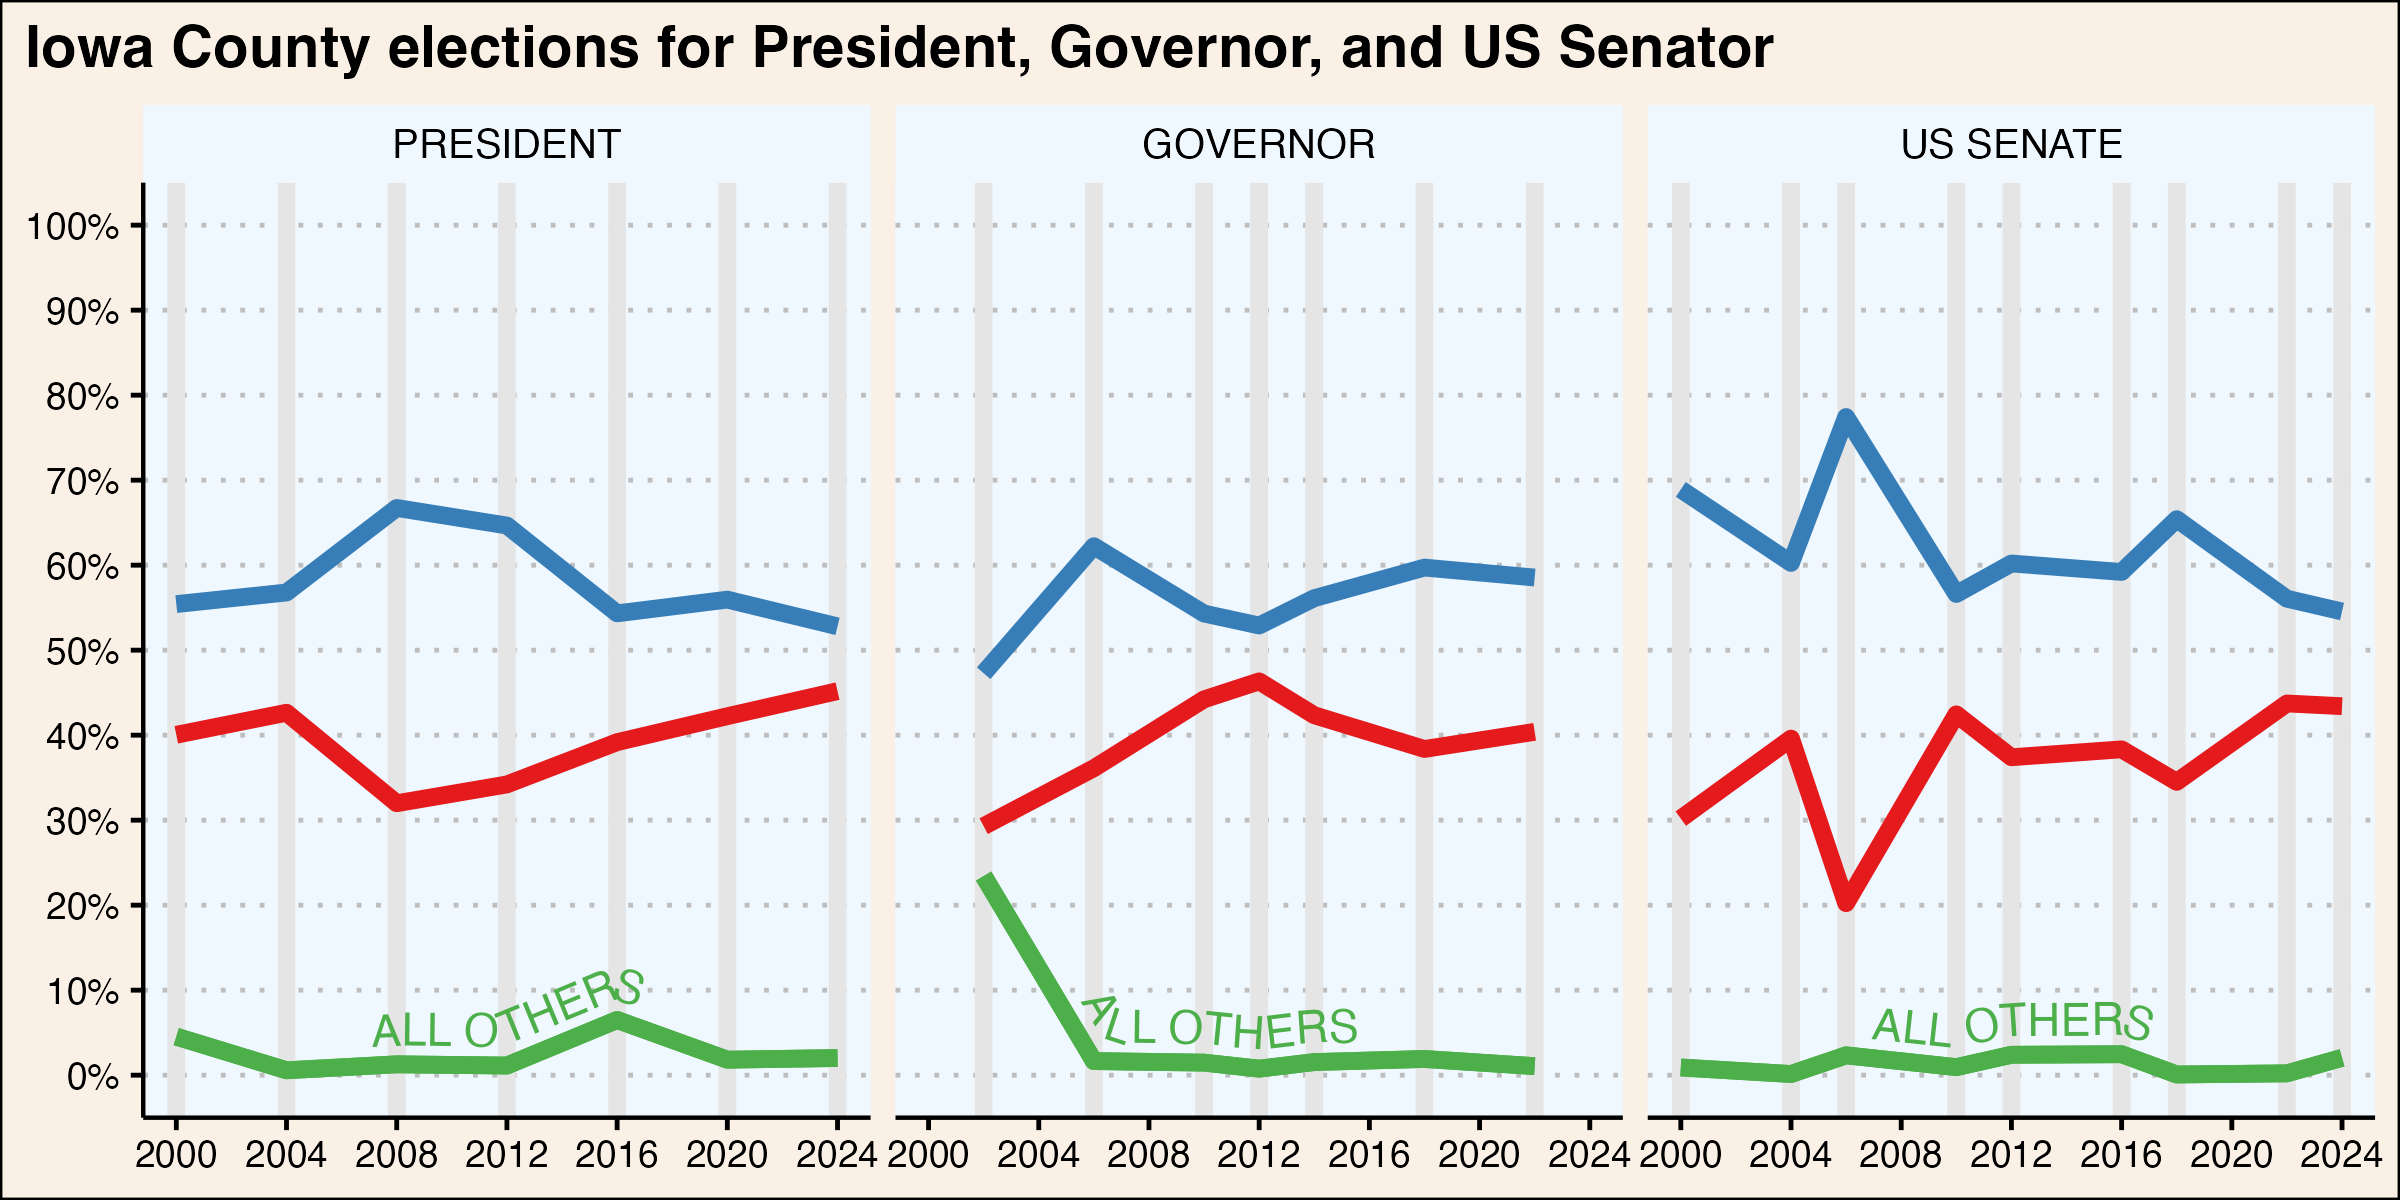 Iowa County elections for President, Governor, and US Senator
PRESIDENT GOVERNOR US SENATE
100%
90%
80%
70%
60%
50%
40%
30%
20%
10%
0%
ALL OTHERS ALL OTHERS ALL OTHERS
2000 2004 2008 2012 2016 2020 2024 2000 2004 2008 2012 2016 2020 2024 2000 2004 2008 2012 2016 2020 2024